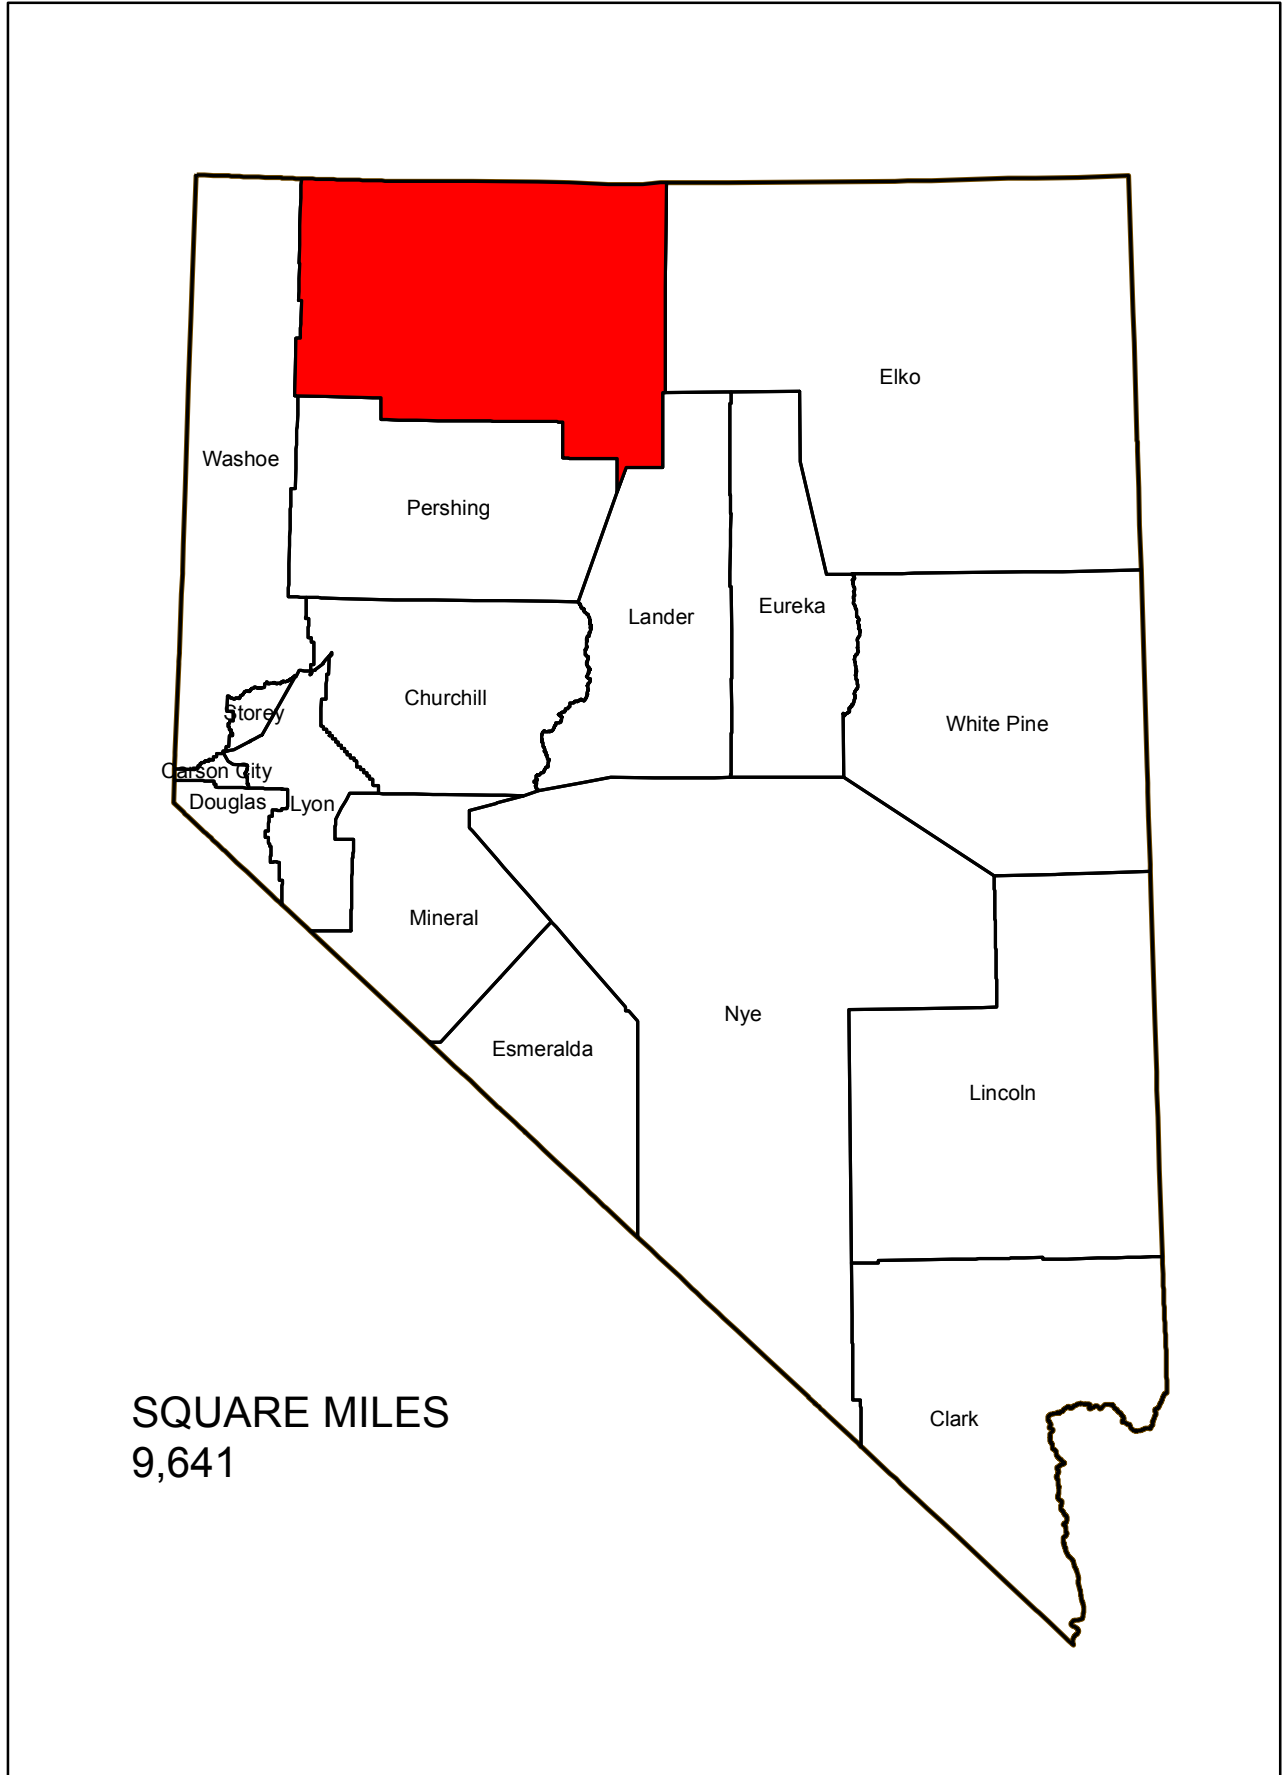 Elko
Washoe
Pershing
Eureka
Lander
Churchill
Storey
White Pine
Carson City
Douglas
Lyon
Mineral
Nye
Esmeralda
Lincoln
SQUARE MILES
9,641
Clark